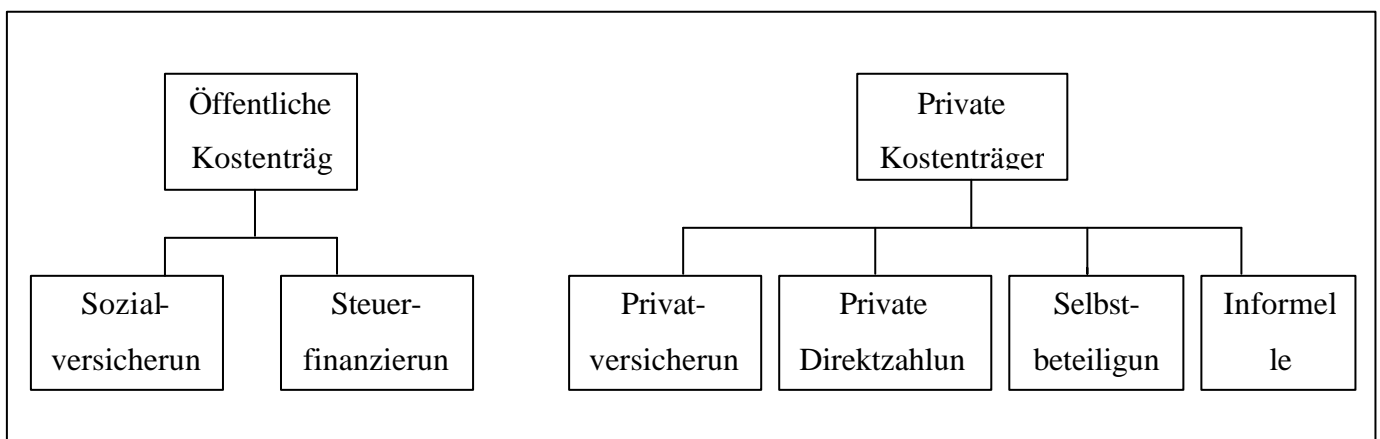 Öffentliche
Kostenträg
Private
Kostenträger
Sozial-
versicherun
Steuer-
finanzierun
Privat-
versicherun
Private
Direktzahlun
Selbst-
beteiligun
Informel
le